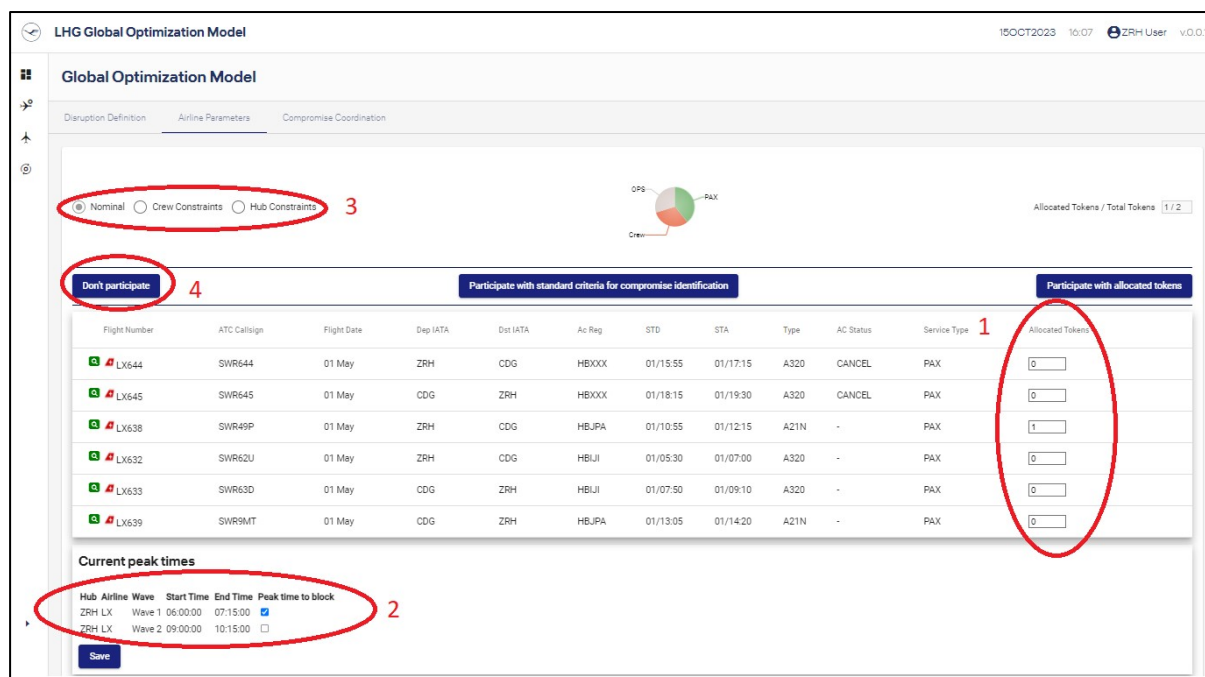 LHG Global Optimization Model 15OCT2023 16:07 ZRH User v.0.0.
Global Optimization Model
Disruption Definition Airline Parameters Compromise Coordination
OPS PAX
Nominal Crew Constraints Hub Constraints 3 Allocated Tokens / Total Tokens 1 / 2
Crew
Don't participate 4 Participate with standard criteria for compromise identification Participate with allocated tokens
Flight Number ATC Callsign Flight Date Dep IATA Dst IATA Ac Reg STD STA Type AC Status Service Type 1 Allocated Tokens
LX644 SWR644 01 May ZRH CDG HBXXX 01/15:55 01/17:15 A320 CANCEL PAX 0
LX645 SWR645 01 May CDG ZRH HBXXX 01/18:15 01/19:30 A320 CANCEL PAX 0
LX638 SWR49P 01 May ZRH CDG HBJPA 01/10:55 01/12:15 A21N - PAX 1
LX632 SWR62U 01 May ZRH CDG HBIJI 01/05:30 01/07:00 A320 - PAX 0
LX633 SWR63D 01 May CDG ZRH HBIJI 01/07:50 01/09:10 A320 - PAX 0
LX639 SWR9MT 01 May CDG ZRH HBJPA 01/13:05 01/14:20 A21N - PAX 0
Current peak times
Hub Airline Wave Start Time End Time Peak time to block
ZRH LX Wave 1 06:00:00 07:15:00 2
ZRH LX Wave 2 09:00:00 10:15:00
Save